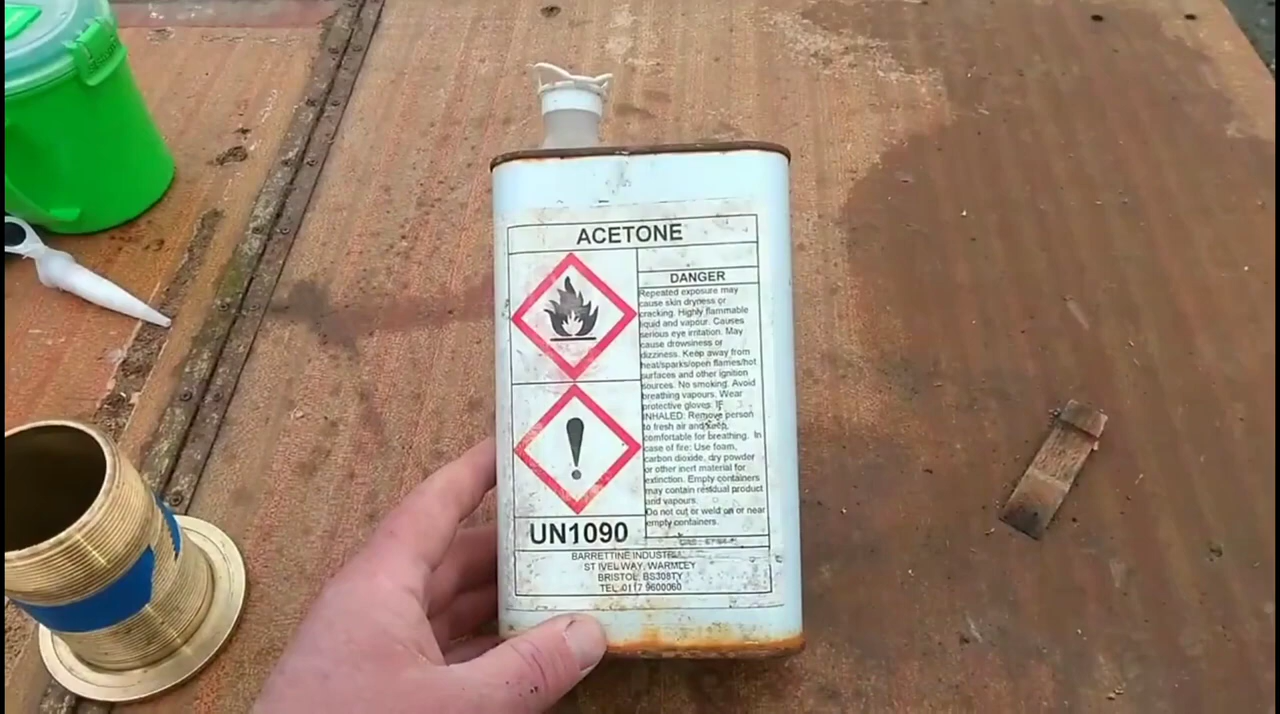 ACETONE
DANGER
Repeated exposure may
cause skin dryness or
cracking. Highly flammable
liquid and vapour. Causes
serious eye irritation. May
cause drowsiness or
dizziness. Keep away from
heat/sparks/open flames/hot
surfaces and other ignition
sources. No smoking. Avoid
breathing vapours. Wear
protective gloves. IF
INHALED: Remove person
to fresh air and keep
comfortable for breathing. In
case of fire: Use foam,
carbon dioxide, dry powder
or other inert material for
extinction. Empty containers
may contain residual product
and vapours.
Do not cut or weld on or near
empty containers.
UN1090
BARRETTINE INDUSTRIAL
ST IVEL WAY, WARMLEY
BRISTOL, BS308TY
TEL. 0117 9600060